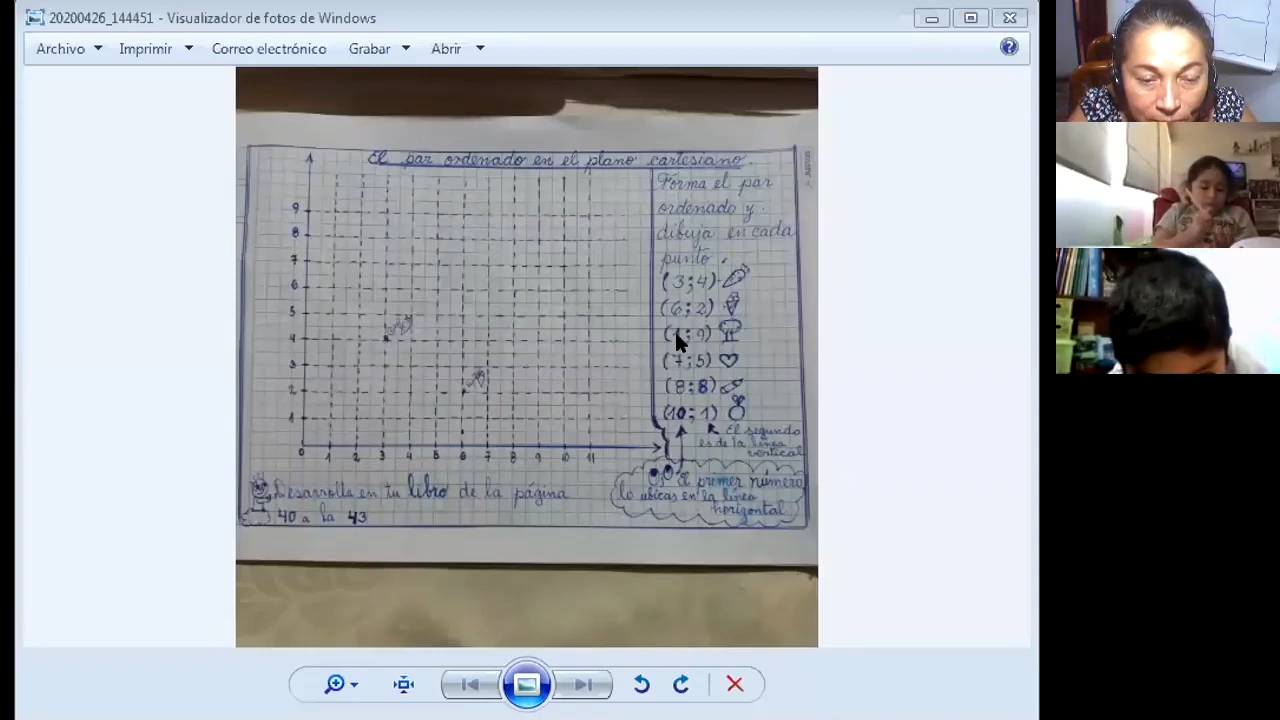 20200426_144451 - Visualizador de fotos de Windows
Archivo Imprimir Correo electrónico Grabar Abrir
El par ordenado en el plano cartesiano.
Forma el par
ordenado y
dibuja en cada
punto.
(3;4)
(6;2)
(1;9)
(7;5)
(8;8)
(10;1)
9
8
7
6
5
4
3
2
1
0 1 2 3 4 5 6 7 8 9 10 11
El segundo
es de la línea
vertical
El primer número
lo ubicas en la línea
horizontal
Desarrolla en tu libro de la página
40 a la 43